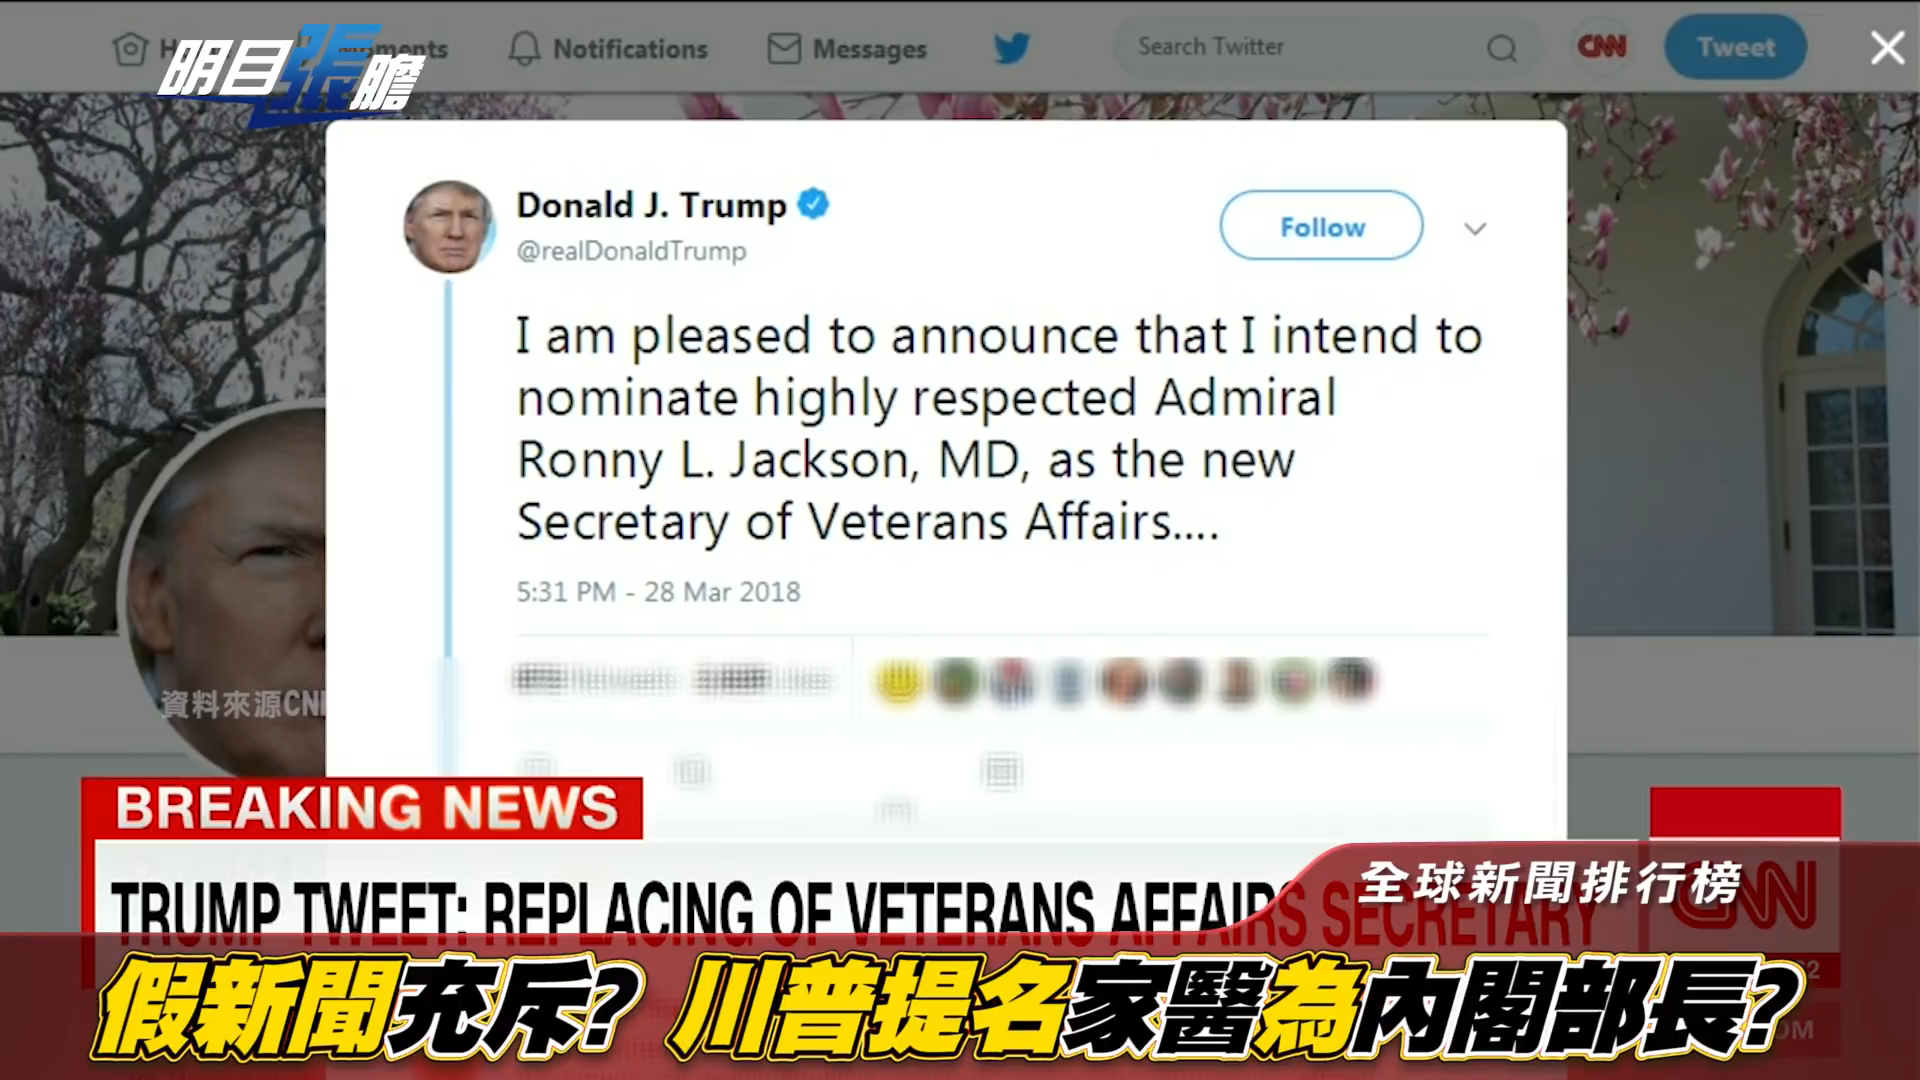 Moments
Notifications
Messages
Search Twitter
CNN
Tweet
明目張膽
Donald J. Trump
@realDonaldTrump
Follow
I am pleased to announce that I intend to
nominate highly respected Admiral
Ronny L. Jackson, MD, as the new
Secretary of Veterans Affairs....
5:31 PM - 28 Mar 2018
資料來源CNN
BREAKING NEWS
TRUMP TWEET: REPLACING OF VETERANS AFFAIRS SECRETARY
CNN
全球新聞排行榜
假新聞充斥? 川普提名家醫為內閣部長?